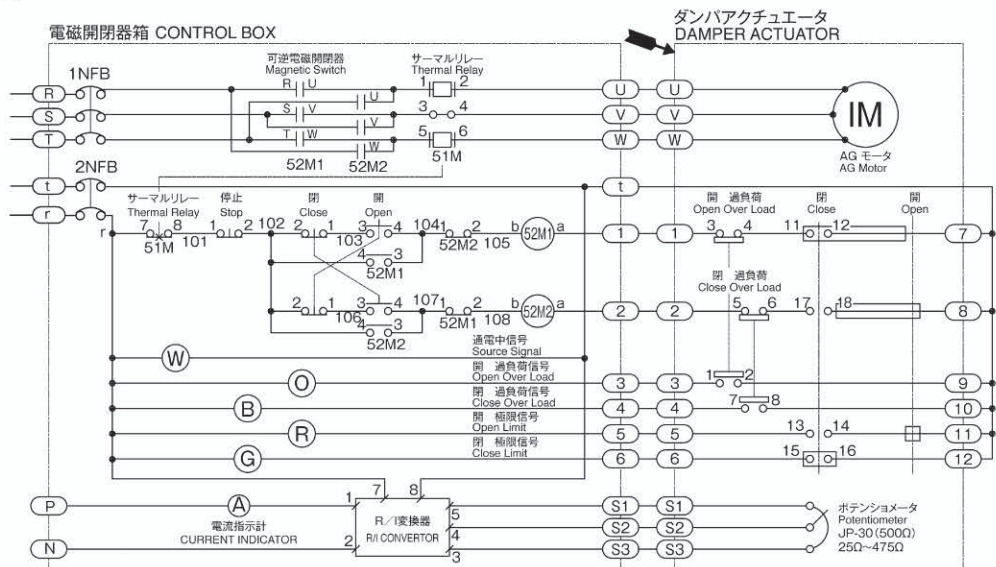 電磁開閉器箱 CONTROL BOX
ダンパアクチュエータ
DAMPER ACTUATOR
1NFB
可逆電磁開閉器
Magnetic Switch
サーマルリレー
Thermal Relay
R R U 1 2 U U
U
S S V 3 4 V V
V
T T W 5 6 W W
W
52M1 52M2 51M
IM
AG モータ
AG Motor
2NFB
t t
r
r
サーマルリレー
Thermal Relay
停止
Stop
閉
Close
開
Open
開 過負荷
Open Over Load
閉
Close
開
Open
7 8 1 2 102 2 1 3 4 104 1 2 b 52M1 a 1 1 3 4 11 12 7
51M 101 103 52M2 105
4 3
52M1
閉 過負荷
Close Over Load
2 1 3 4 107 1 2 b 52M2 a 2 2 5 6 17 18 8
106 52M1 108
4 3
52M2
通電中信号
Source Signal
W
開 過負荷信号
Open Over Load
O 3 3 1 2 9
閉 過負荷信号
Close Over Load
B 4 4 7 8 10
開 極限信号
Open Limit
R 5 5 13 14 11
閉 極限信号
Close Limit
G 6 6 15 16 12
7 8
P A 1 5 S1 S1
電流指示計
CURRENT INDICATOR
R/I変換器
R/I CONVERTOR
4 S2 S2
N 2 3 S3 S3
ポテンショメータ
Potentiometer
JP-30(500Ω)
25Ω～475Ω